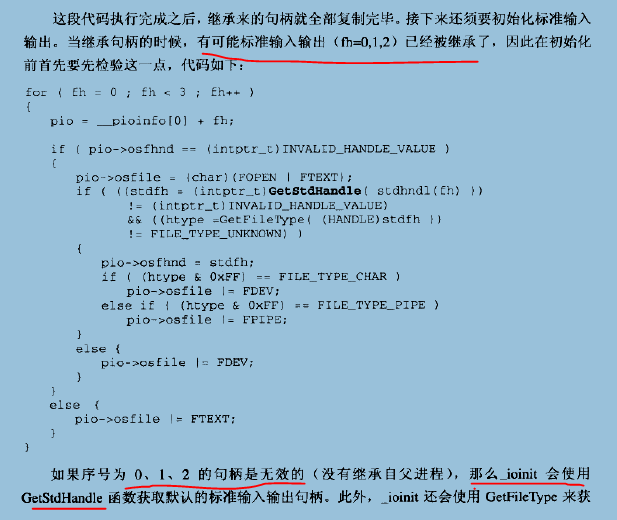 这段代码执行完成之后，继承来的句柄就全部复制完毕。接下来还须要初始化标准输入
输出。当继承句柄的时候，有可能标准输入输出（fh=0,1,2）已经被继承了，因此在初始化
前首先要先检验这一点，代码如下：
for ( fh = 0 ; fh < 3 ; fh++ )
{
pio = __pioinfo[0] + fh;
if ( pio->osfhnd == (intptr_t)INVALID_HANDLE_VALUE )
{
pio->osfile = (char)(FOPEN | FTEXT);
if ( ((stdfh = (intptr_t)GetStdHandle( stdhndl(fh) ))
!= (intptr_t)INVALID_HANDLE_VALUE)
&& ((htype =GetFileType( (HANDLE)stdfh ))
!= FILE_TYPE_UNKNOWN) )
{
pio->osfhnd = stdfh;
if ( (htype & 0xFF) == FILE_TYPE_CHAR )
pio->osfile |= FDEV;
else if ( (htype & 0xFF) == FILE_TYPE_PIPE )
pio->osfile |= FPIPE;
}
else {
pio->osfile |= FDEV;
}
}
else {
pio->osfile |= FTEXT;
}
}
如果序号为 0、1、2 的句柄是无效的（没有继承自父进程），那么_ioinit 会使用
GetStdHandle 函数获取默认的标准输入输出句柄。此外，_ioinit 还会使用 GetFileType 来获